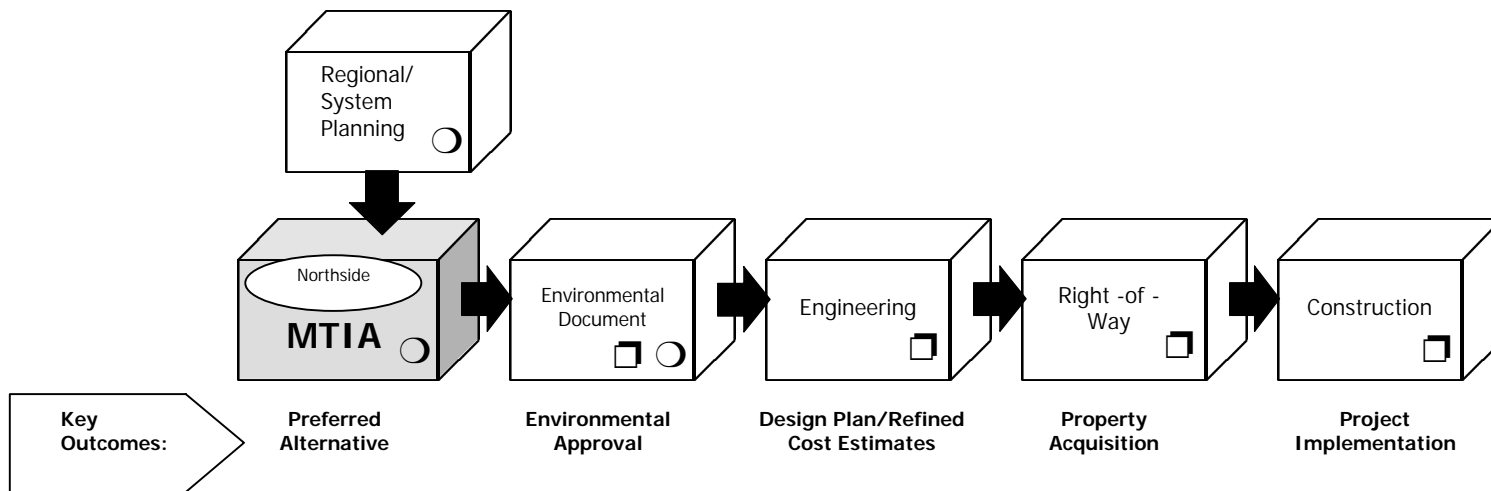 Regional/
System
Planning
Northside
MTIA
Environmental
Document
Engineering
Right -of -
Way
Construction
Key
Outcomes:
Preferred
Alternative
Environmental
Approval
Design Plan/Refined
Cost Estimates
Property
Acquisition
Project
Implementation